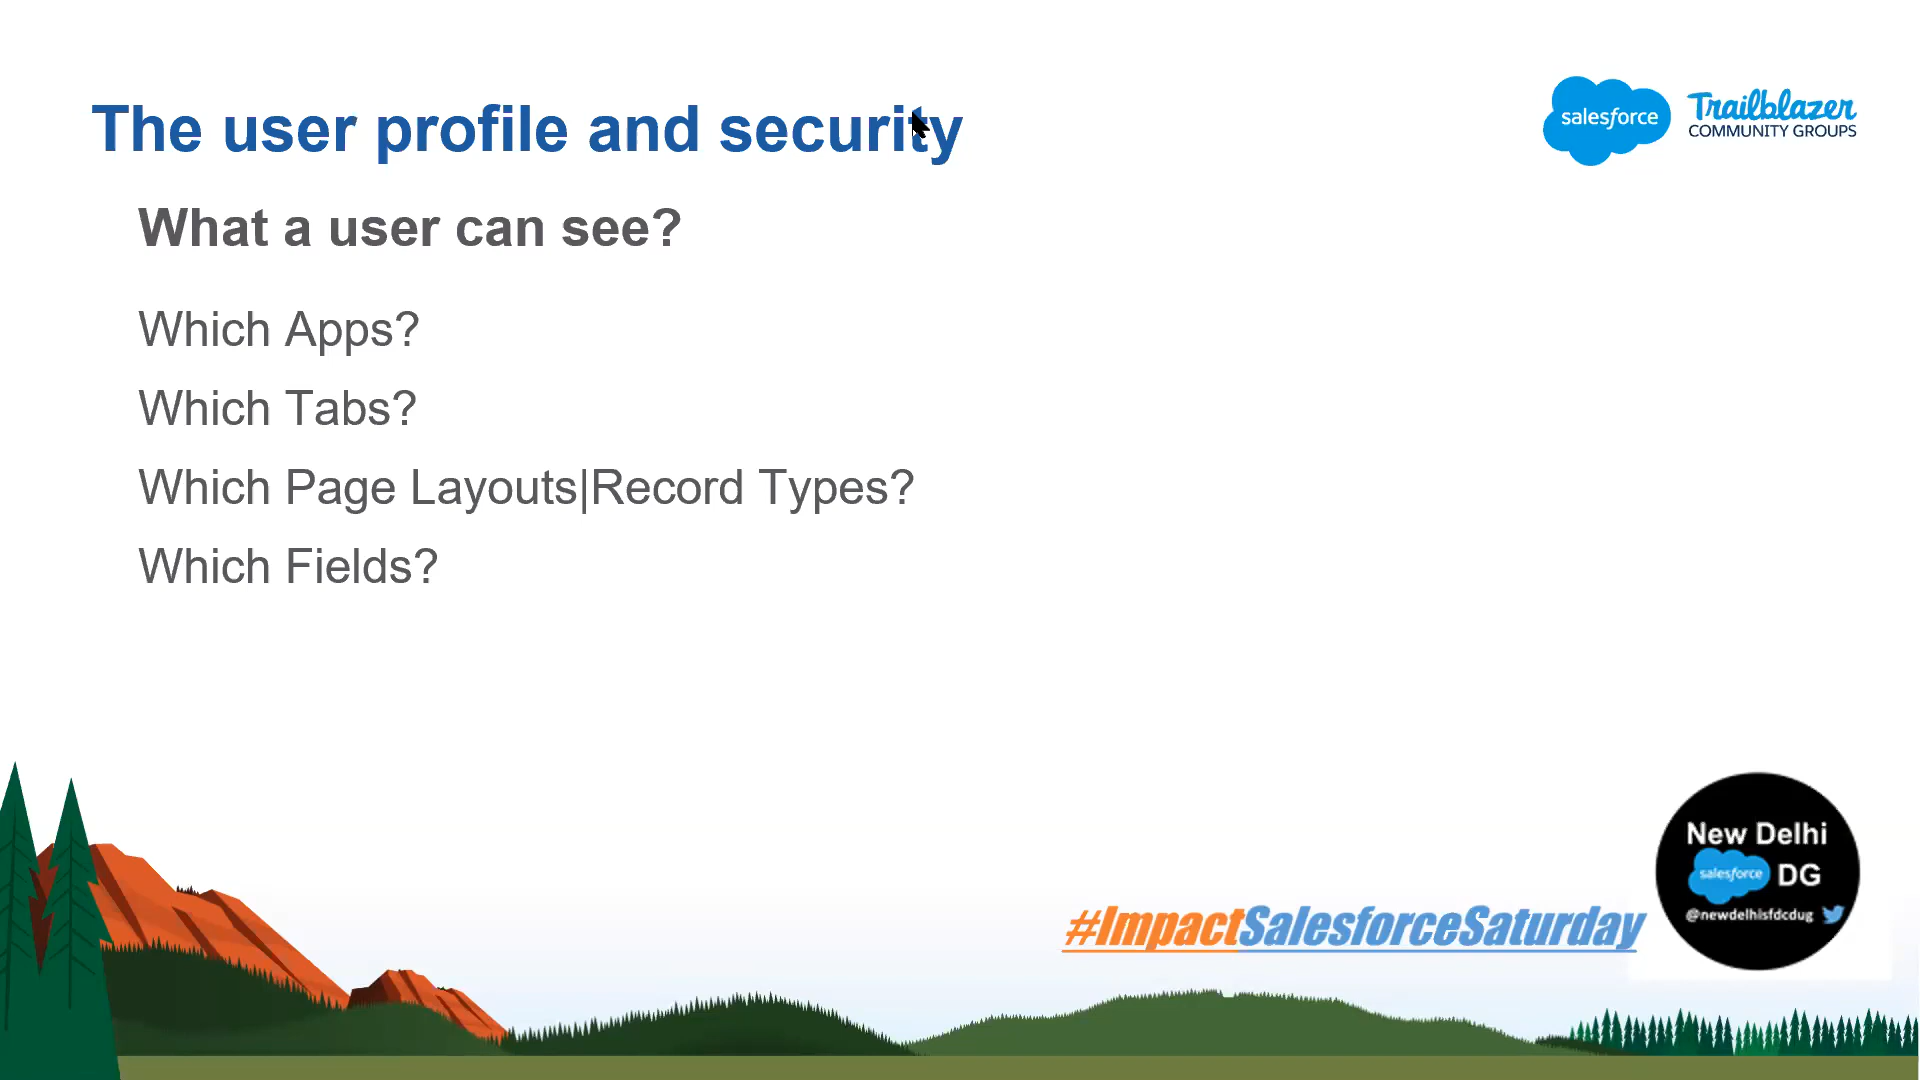 The user profile and security
salesforce
Trailblazer
COMMUNITY GROUPS
What a user can see?
Which Apps?
Which Tabs?
Which Page Layouts|Record Types?
Which Fields?
#ImpactSalesforceSaturday
New Delhi
salesforce DG
@newdelhisfdcdug